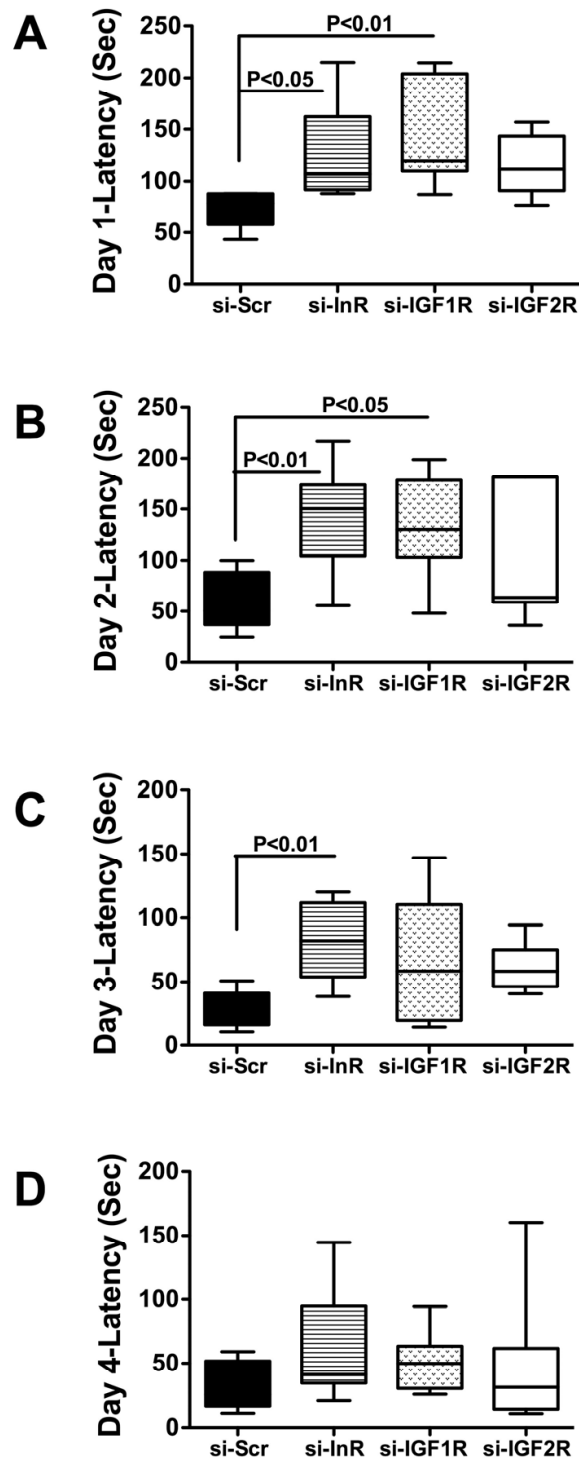 A
Day 1-Latency (Sec)
250
200
150
100
50
0
P<0.01
P<0.05
si-Scr si-InR si-IGF1R si-IGF2R
B
Day 2-Latency (Sec)
250
200
150
100
50
0
P<0.05
P<0.01
si-Scr si-InR si-IGF1R si-IGF2R
C
Day 3-Latency (Sec)
200
150
100
50
0
P<0.01
si-Scr si-InR si-IGF1R si-IGF2R
D
Day 4-Latency (Sec)
200
150
100
50
0
si-Scr si-InR si-IGF1R si-IGF2R